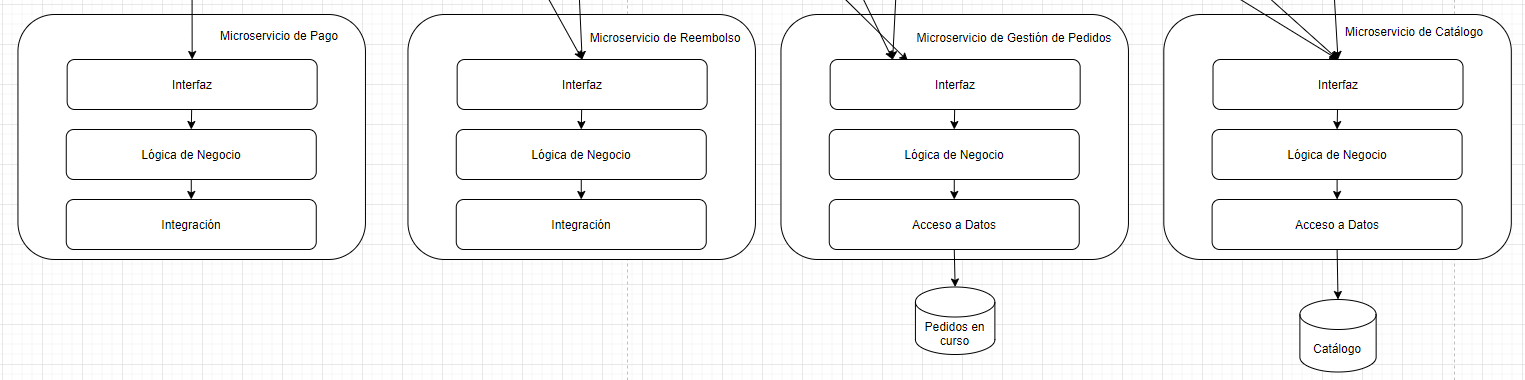 Microservicio de Pago
Interfaz
Lógica de Negocio
Integración
Microservicio de Reembolso
Interfaz
Lógica de Negocio
Integración
Microservicio de Gestión de Pedidos
Interfaz
Lógica de Negocio
Acceso a Datos
Pedidos en
curso
Microservicio de Catálogo
Interfaz
Lógica de Negocio
Acceso a Datos
Catálogo